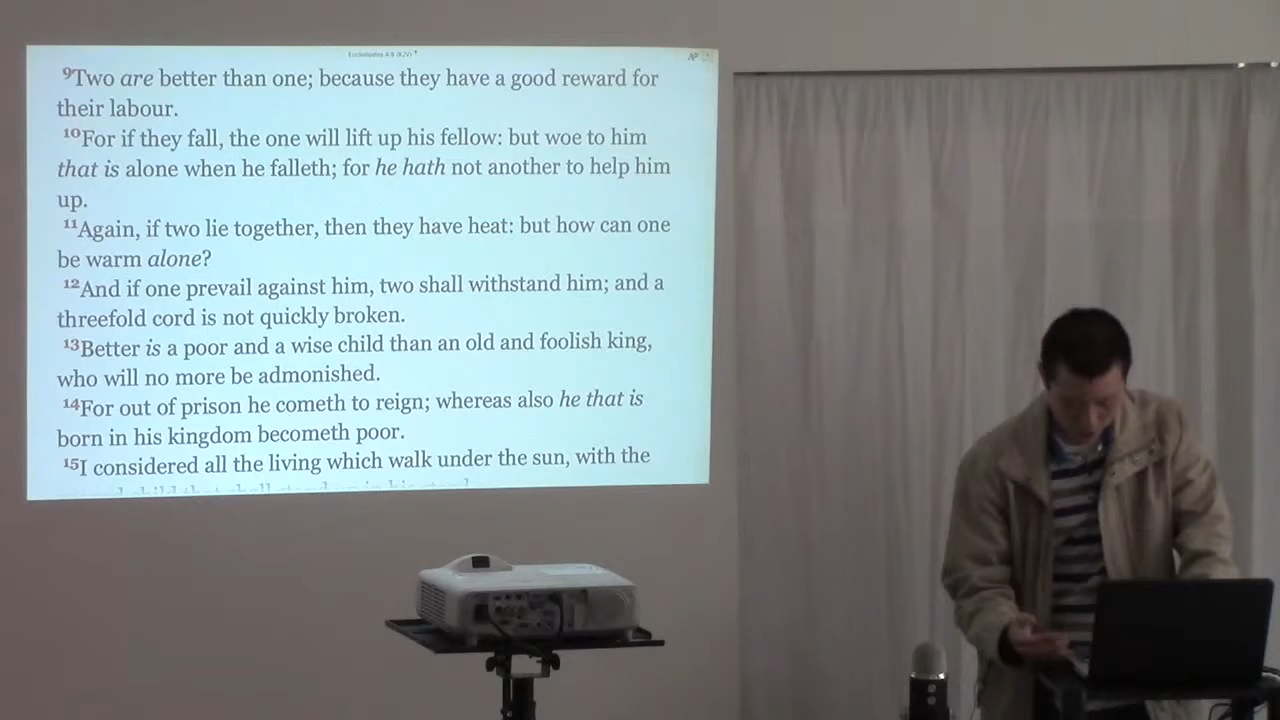 Ecclesiastes 4:9 (KJV)
9Two are better than one; because they have a good reward for
their labour.
10For if they fall, the one will lift up his fellow: but woe to him
that is alone when he falleth; for he hath not another to help him
up.
11Again, if two lie together, then they have heat: but how can one
be warm alone?
12And if one prevail against him, two shall withstand him; and a
threefold cord is not quickly broken.
13Better is a poor and a wise child than an old and foolish king,
who will no more be admonished.
14For out of prison he cometh to reign; whereas also he that is
born in his kingdom becometh poor.
15I considered all the living which walk under the sun, with the